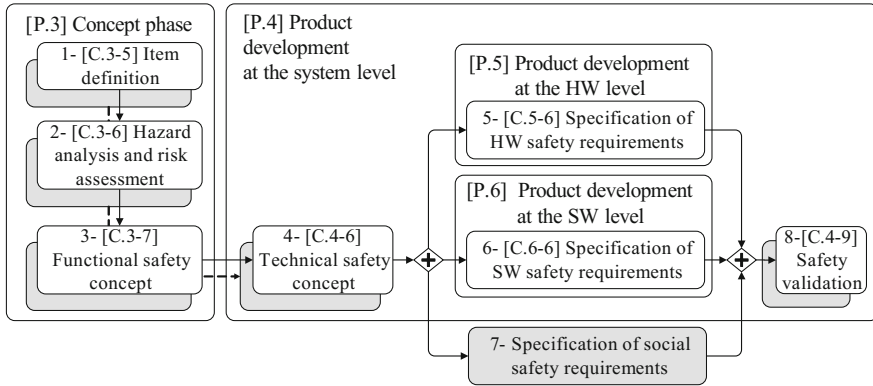 [P.3] Concept phase
1- [C.3-5] Item
definition
2- [C.3-6] Hazard
analysis and risk
assessment
3- [C.3-7]
Functional safety
concept
[P.4] Product
development
at the system level
4- [C.4-6]
Technical safety
concept
[P.5] Product development
at the HW level
5- [C.5-6] Specification of
HW safety requirements
[P.6] Product development
at the SW level
6- [C.6-6] Specification of
SW safety requirements
7- Specification of social
safety requirements
8-[C.4-9]
Safety
validation